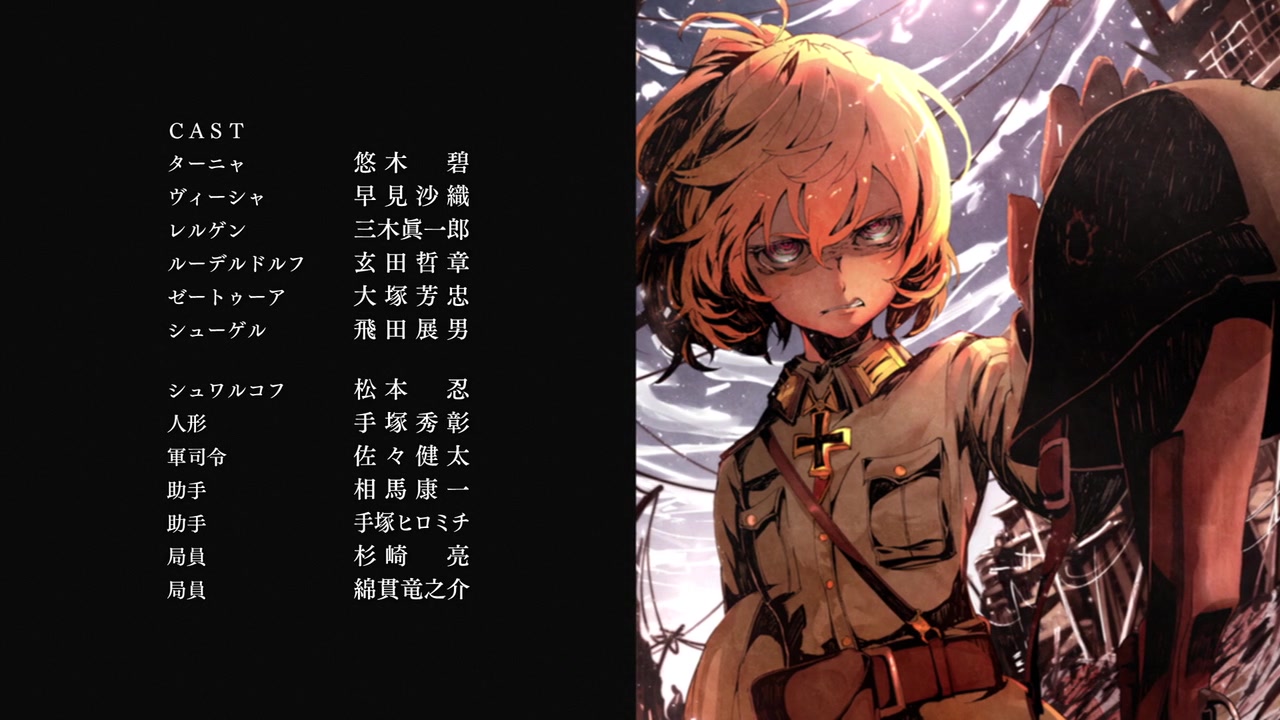 CAST
ターニャ 悠木 碧
ヴィーシャ 早見沙織
レルゲン 三木眞一郎
ルーデルドルフ 玄田哲章
ゼートゥーア 大塚芳忠
シューゲル 飛田展男
シュワルコフ 松本 忍
人形 手塚秀彰
軍司令 佐々健太
助手 相馬康一
助手 手塚ヒロミチ
局員 杉崎 亮
局員 綿貫竜之介